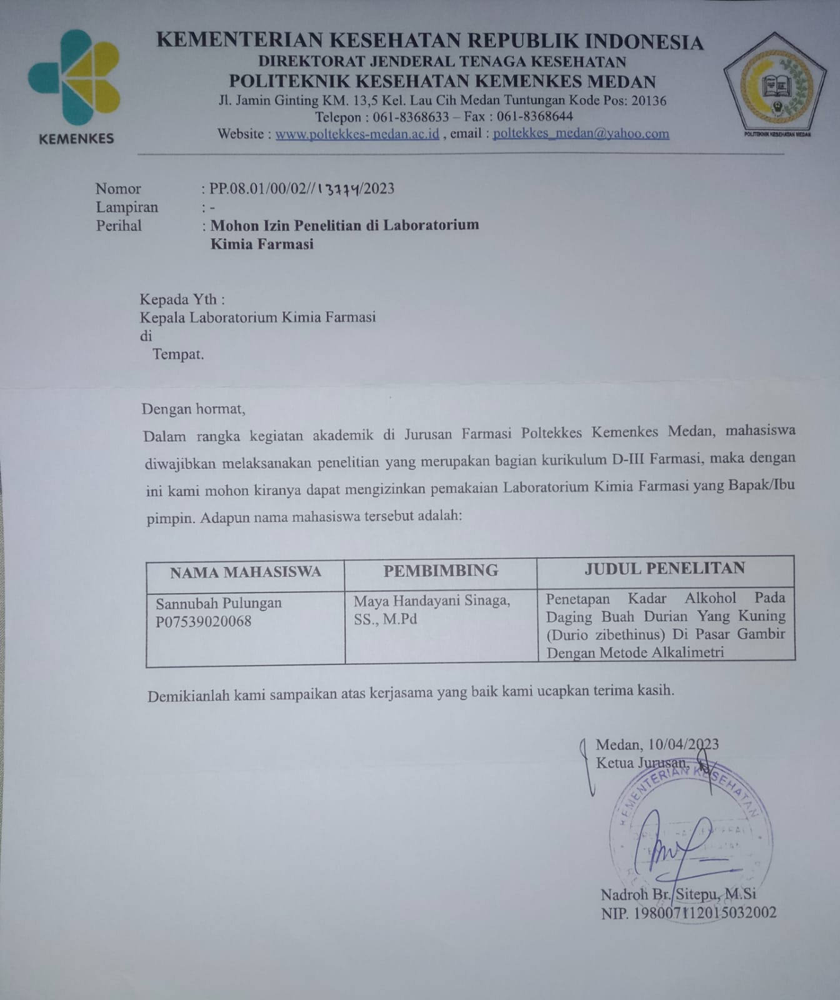 KEMENTERIAN KESEHATAN REPUBLIK INDONESIA
DIREKTORAT JENDERAL TENAGA KESEHATAN
POLITEKNIK KESEHATAN KEMENKES MEDAN
Jl. Jamin Ginting KM. 13,5 Kel. Lau Cih Medan Tuntungan Kode Pos: 20136
Telepon : 061-8368633 – Fax : 061-8368644
Website : www.poltekkes-medan.ac.id , email : poltekkes_medan@yahoo.com
KEMENKES
POLITEKNIK KESEHATAN MEDAN
Nomor : PP.08.01/00/02//13774/2023
Lampiran : -
Perihal : Mohon Izin Penelitian di Laboratorium
Kimia Farmasi
Kepada Yth :
Kepala Laboratorium Kimia Farmasi
di
Tempat.
Dengan hormat,
Dalam rangka kegiatan akademik di Jurusan Farmasi Poltekkes Kemenkes Medan, mahasiswa
diwajibkan melaksanakan penelitian yang merupakan bagian kurikulum D-III Farmasi, maka dengan
ini kami mohon kiranya dapat mengizinkan pemakaian Laboratorium Kimia Farmasi yang Bapak/Ibu
pimpin. Adapun nama mahasiswa tersebut adalah:
NAMA MAHASISWA PEMBIMBING JUDUL PENELITAN
Sannubah Pulungan
P07539020068
Maya Handayani Sinaga,
SS., M.Pd
Penetapan Kadar Alkohol Pada
Daging Buah Durian Yang Kuning
(Durio zibethinus) Di Pasar Gambir
Dengan Metode Alkalimetri
Demikianlah kami sampaikan atas kerjasama yang baik kami ucapkan terima kasih.
Medan, 10/04/2023
Ketua Jurusan,
KEMENTERIAN KESEHATAN
Nadroh Br. Sitepu, M.Si
NIP. 198007112015032002